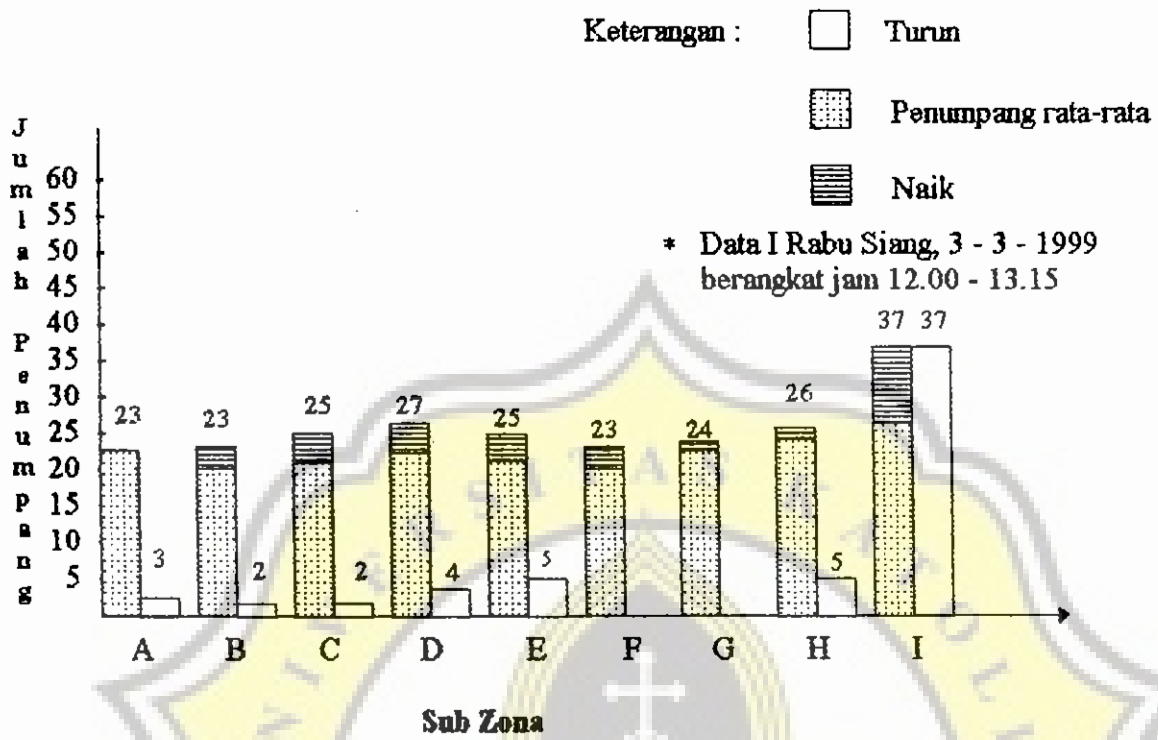 Keterangan :
Turun
Penumpang rata-rata
Naik
* Data I Rabu Siang, 3 - 3 - 1999
berangkat jam 12.00 - 13.15
Jumlah Penumpang
60
55
50
45
40
35
30
25
20
15
10
5
23 3
23 2
25 2
27 4
25 5
23
24
26 5
37 37
A B C D E F G H I
Sub Zona